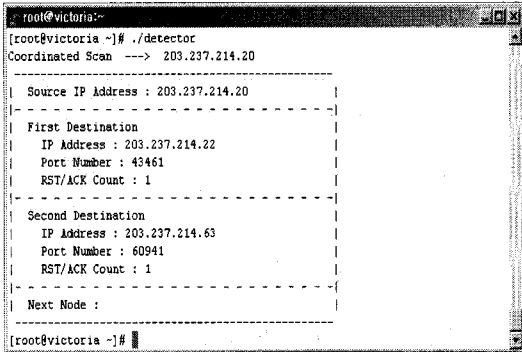 root@victoria:~
[root@victoria ~]# ./detector
Coordinated Scan ---> 203.237.214.20
Source IP Address : 203.237.214.20
First Destination
IP Address : 203.237.214.22
Port Number : 43461
RST/ACK Count : 1
Second Destination
IP Address : 203.237.214.63
Port Number : 60941
RST/ACK Count : 1
Next Node :
[root@victoria ~]#